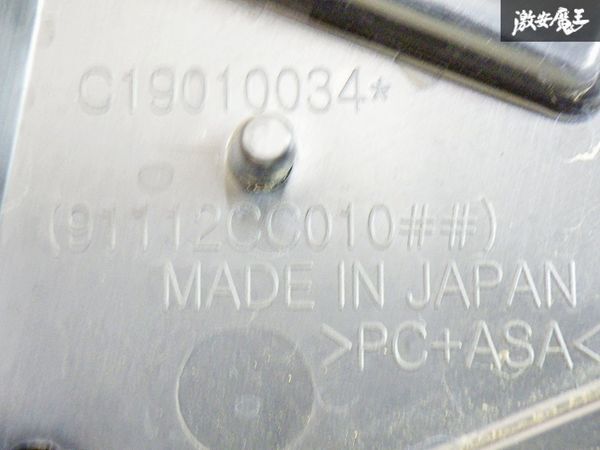 激安魔王
C19010034*
(91112CC010##)
MADE IN JAPAN
>PC+ASA<